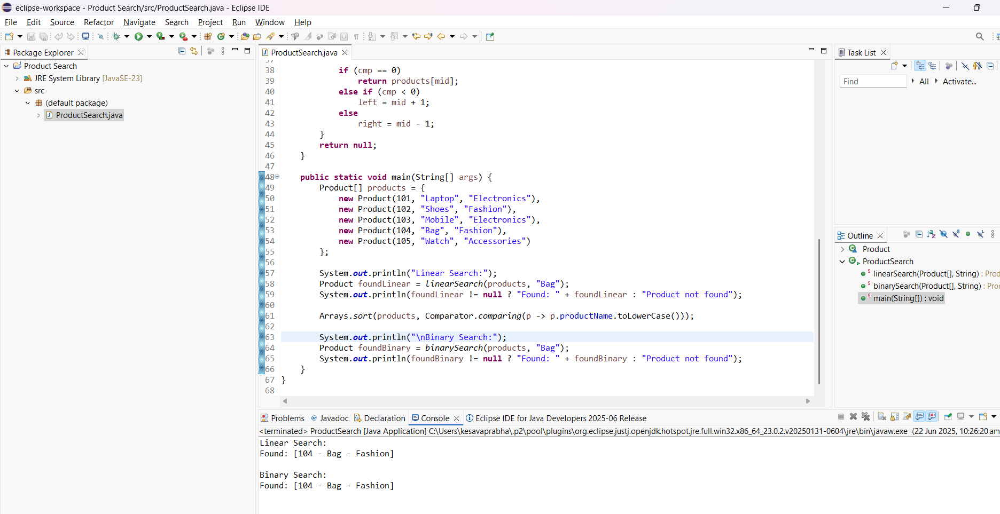 eclipse-workspace - Product Search/src/ProductSearch.java - Eclipse IDE
File Edit Source Refactor Navigate Search Project Run Window Help
Package Explorer
Product Search
JRE System Library [JavaSE-23]
src
(default package)
ProductSearch.java
ProductSearch.java
37
38 if (cmp == 0)
39 return products[mid];
40 else if (cmp < 0)
41 left = mid + 1;
42 else
43 right = mid - 1;
44 }
45 return null;
46 }
47
48 public static void main(String[] args) {
49 Product[] products = {
50 new Product(101, "Laptop", "Electronics"),
51 new Product(102, "Shoes", "Fashion"),
52 new Product(103, "Mobile", "Electronics"),
53 new Product(104, "Bag", "Fashion"),
54 new Product(105, "Watch", "Accessories")
55 };
56
57 System.out.println("Linear Search:");
58 Product foundLinear = linearSearch(products, "Bag");
59 System.out.println(foundLinear != null ? "Found: " + foundLinear : "Product not found");
60
61 Arrays.sort(products, Comparator.comparing(p -> p.productName.toLowerCase()));
62
63 System.out.println("\nBinary Search:");
64 Product foundBinary = binarySearch(products, "Bag");
65 System.out.println(foundBinary != null ? "Found: " + foundBinary : "Product not found");
66 }
67 }
68
Task List
Find All Activate...
Outline
Product
ProductSearch
linearSearch(Product[], String) : Prod
binarySearch(Product[], String) : Pro
main(String[]) : void
Problems Javadoc Declaration Console Eclipse IDE for Java Developers 2025-06 Release
<terminated> ProductSearch [Java Application] C:\Users\kesavaprabha\.p2\pool\plugins\org.eclipse.justj.openjdk.hotspot.jre.full.win32.x86_64_23.0.2.v20250131-0604\jre\bin\javaw.exe (22 Jun 2025, 10:26:20 am
Linear Search:
Found: [104 - Bag - Fashion]
Binary Search:
Found: [104 - Bag - Fashion]